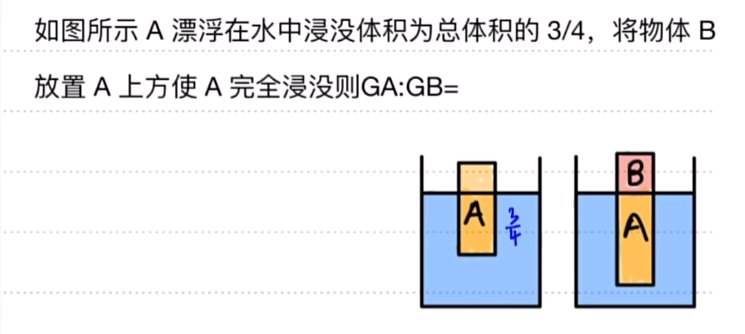 如图所示 A 漂浮在水中浸没体积为总体积的 3/4，将物体 B
放置 A 上方使 A 完全浸没则GA:GB=
A
3/4
B
A